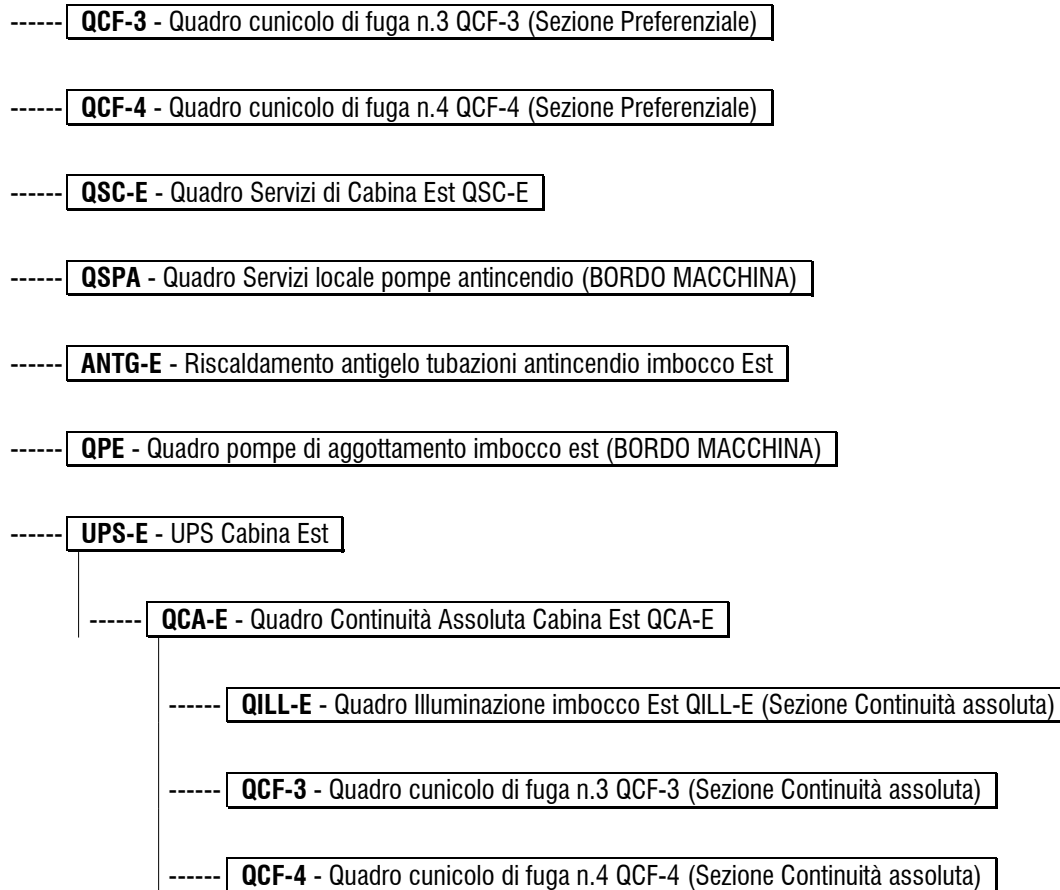 ------ QCF-3 - Quadro cunicolo di fuga n.3 QCF-3 (Sezione Preferenziale)
------ QCF-4 - Quadro cunicolo di fuga n.4 QCF-4 (Sezione Preferenziale)
------ QSC-E - Quadro Servizi di Cabina Est QSC-E
------ QSPA - Quadro Servizi locale pompe antincendio (BORDO MACCHINA)
------ ANTG-E - Riscaldamento antigelo tubazioni antincendio imbocco Est
------ QPE - Quadro pompe di aggottamento imbocco est (BORDO MACCHINA)
------ UPS-E - UPS Cabina Est
------ QCA-E - Quadro Continuità Assoluta Cabina Est QCA-E
------ QILL-E - Quadro Illuminazione imbocco Est QILL-E (Sezione Continuità assoluta)
------ QCF-3 - Quadro cunicolo di fuga n.3 QCF-3 (Sezione Continuità assoluta)
------ QCF-4 - Quadro cunicolo di fuga n.4 QCF-4 (Sezione Continuità assoluta)